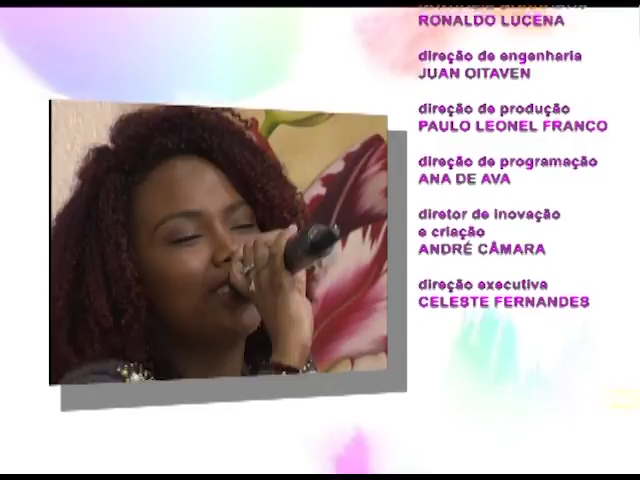 RONALDO LUCENA
direção de engenharia
JUAN OITAVEN
direção de produção
PAULO LEONEL FRANCO
direção de programação
ANA DE AVA
diretor de inovação
e criação
ANDRÉ CÂMARA
direção executiva
CELESTE FERNANDES